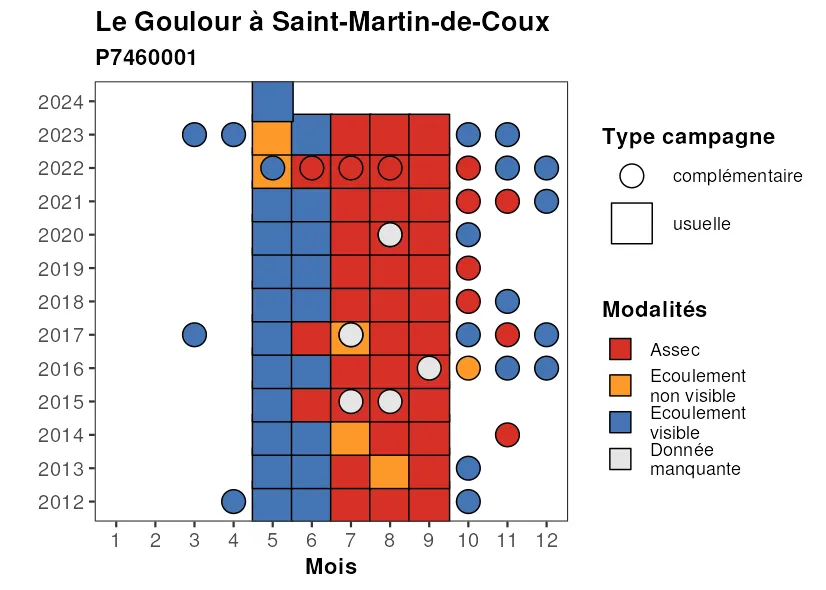 Le Goulour à Saint-Martin-de-Coux
P7460001
2024
2023
2022
2021
2020
2019
2018
2017
2016
2015
2014
2013
2012
1 2 3 4 5 6 7 8 9 10 11 12
Mois
Type campagne
complémentaire
usuelle
Modalités
Assec
Ecoulement
non visible
Ecoulement
visible
Donnée
manquante